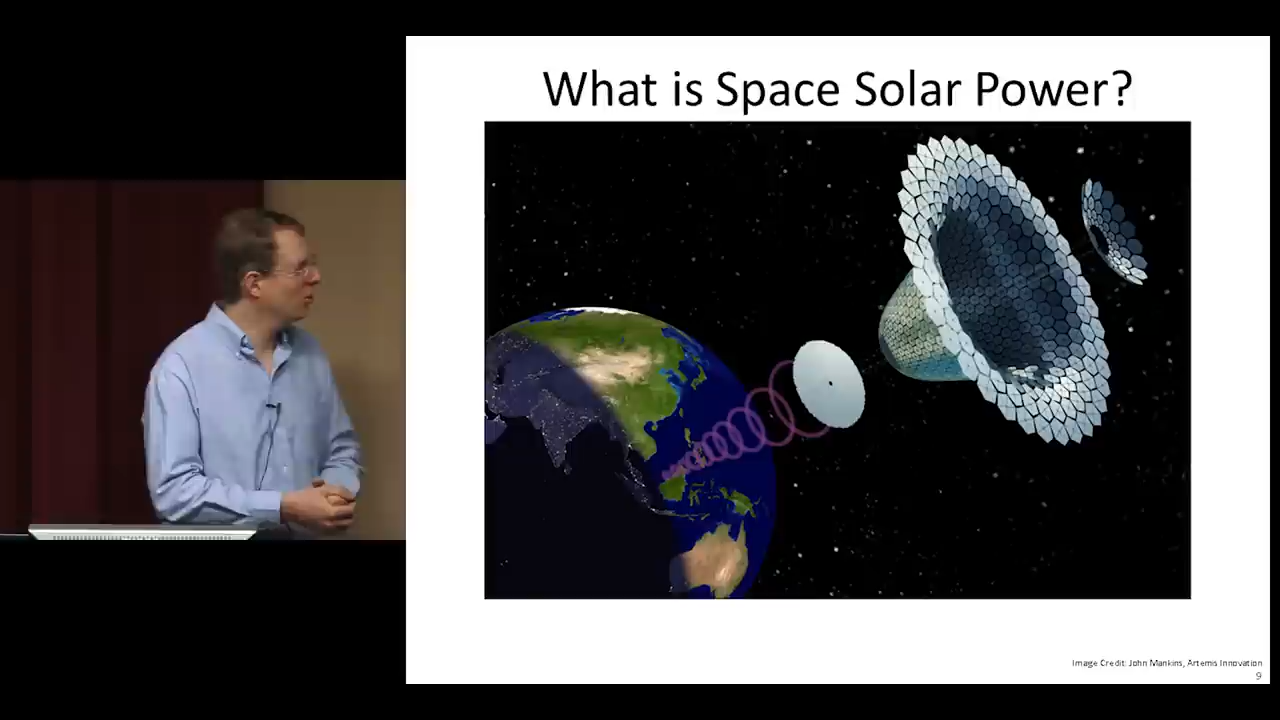 What is Space Solar Power?
Image Credit: John Mankins, Artemis Innovation
9